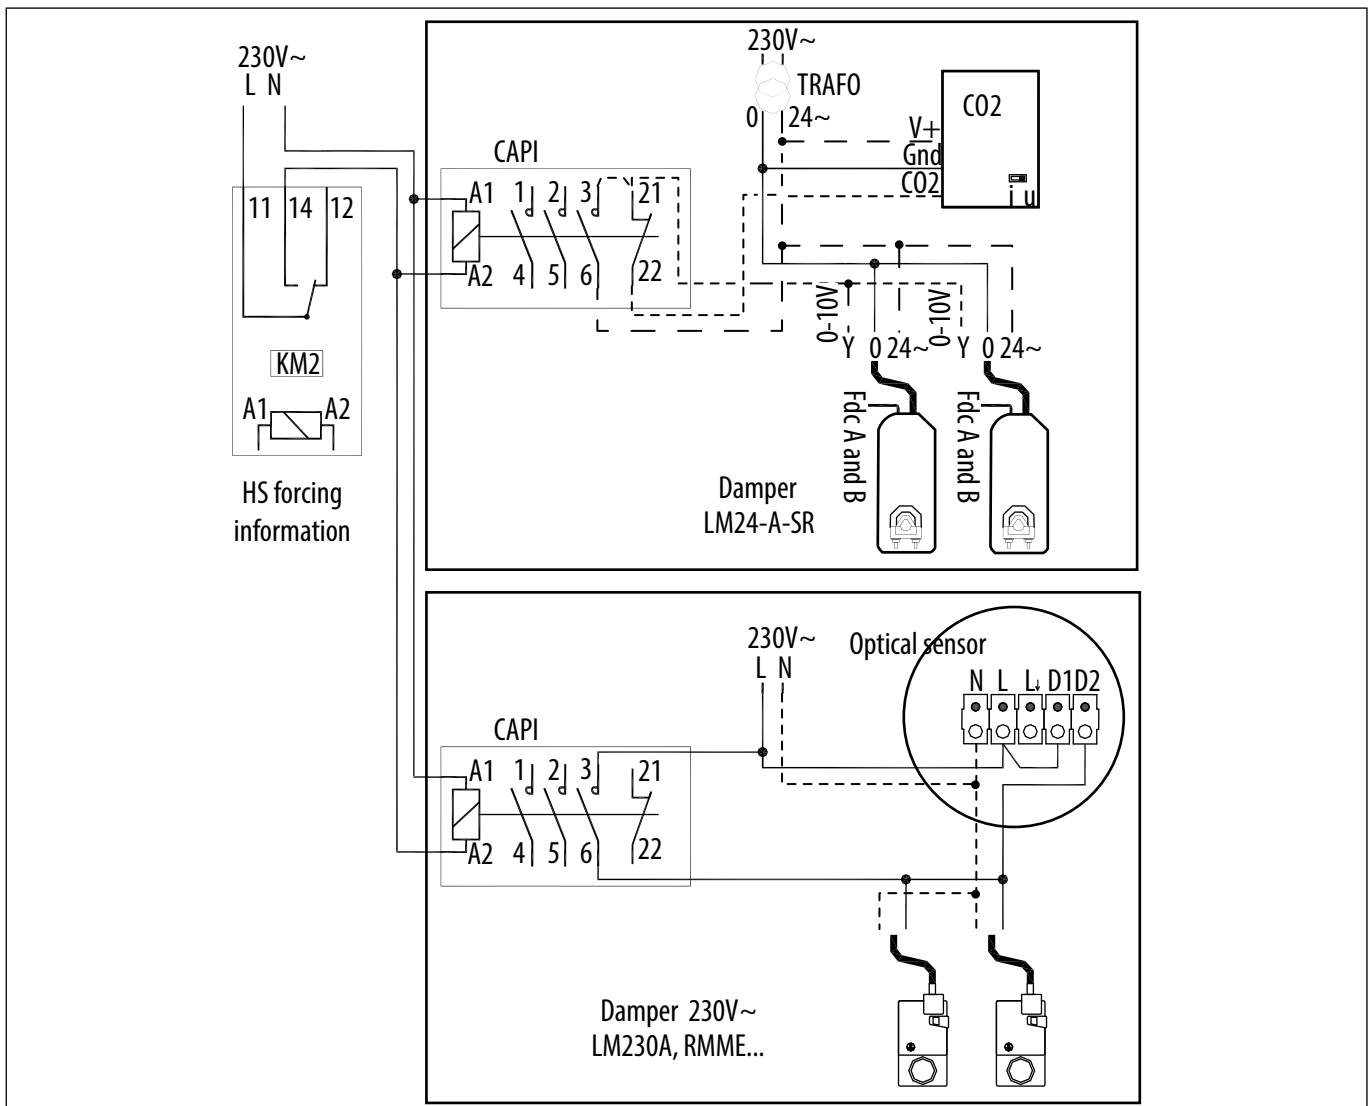 230V~
L N
11 14 12
KM2
A1 A2
HS forcing
information
230V~
TRAFO
0 24~
CO2
V+
Gnd
CO2
i u
CAPI
A1 1 2 3 21
A2 4 5 6 22
0-10V
0-10V
Y 0 24~
Y 0 24~
Fdc A and B
Fdc A and B
Damper
LM24-A-SR
230V~
L N
Optical sensor
N L L↓ D1 D2
CAPI
A1 1 2 3 21
A2 4 5 6 22
Damper 230V~
LM230A, RMME...